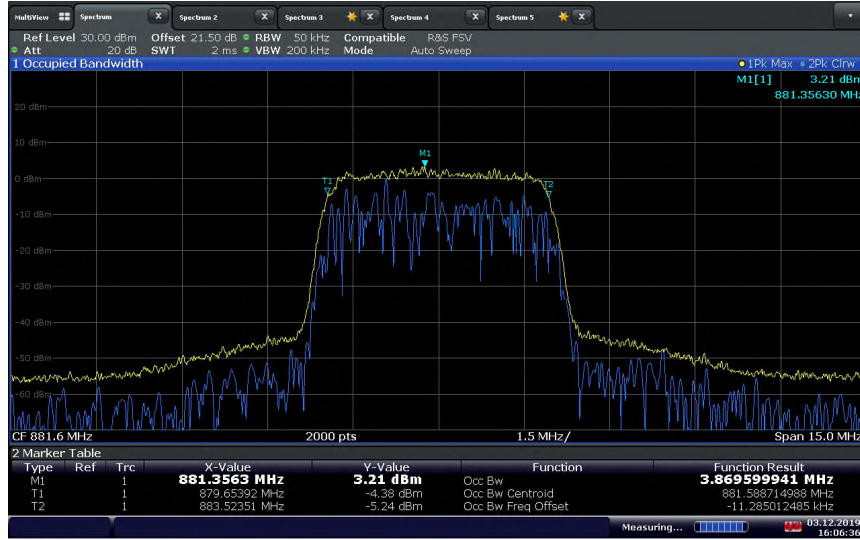 MultiView Spectrum X Spectrum 2 X Spectrum 3 X Spectrum 4 X Spectrum 5 X
Ref Level 30.00 dBm Offset 21.50 dB RBW 50 kHz Compatible R&S FSV
Att 20 dB SWT 2 ms VBW 200 kHz Mode Auto Sweep
1 Occupied Bandwidth 1Pk Max 2Pk Clrw
M1[1] 3.21 dBm
881.35630 MHz
20 dBm
10 dBm
M1
0 dBm T1 T2
-10 dBm
-20 dBm
-30 dBm
-40 dBm
-50 dBm
-60 dBm
CF 881.6 MHz 2000 pts 1.5 MHz/ Span 15.0 MHz
2 Marker Table
Type Ref Trc X-Value Y-Value Function Function Result
M1 1 881.3563 MHz 3.21 dBm Occ Bw 3.869599941 MHz
T1 1 879.65392 MHz -4.38 dBm Occ Bw Centroid 881.588714988 MHz
T2 1 883.52351 MHz -5.24 dBm Occ Bw Freq Offset -11.285012485 kHz
Measuring... 03.12.2019
16:06:36